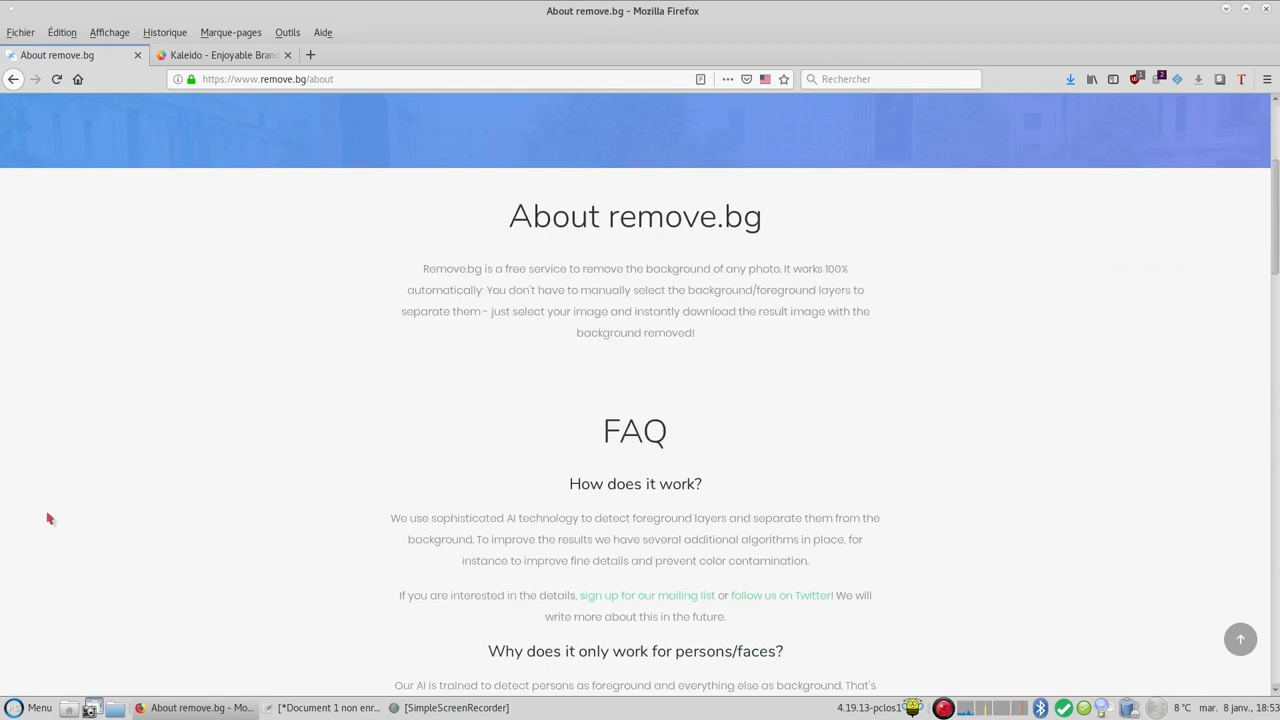 About remove.bg - Mozilla Firefox
Fichier Édition Affichage Historique Marque-pages Outils Aide
About remove.bg Kaleido - Enjoyable Brand
https://www.remove.bg/about Rechercher 1 2 S T
About remove.bg
Remove.bg is a free service to remove the background of any photo. It works 100%
automatically: You don't have to manually select the background/foreground layers to
separate them - just select your image and instantly download the result image with the
background removed!
FAQ
How does it work?
We use sophisticated AI technology to detect foreground layers and separate them from the
background. To improve the results we have several additional algorithms in place, for
instance to improve fine details and prevent color contamination.
If you are interested in the details, sign up for our mailing list or follow us on Twitter! We will
write more about this in the future.
Why does it only work for persons/faces?
Our AI is trained to detect persons as foreground and everything else as background. That's
Menu About remove.bg - Mo... [*Document 1 non enr... [SimpleScreenRecorder] 4.19.13-pclos1 8 °C mar. 8 janv., 18:53